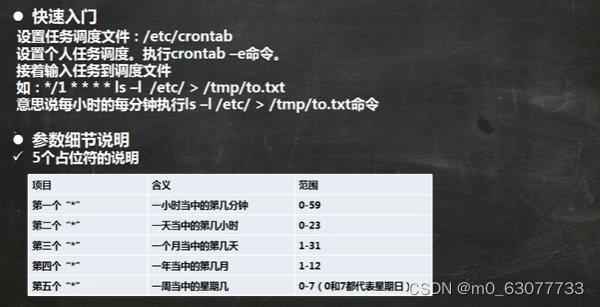 ● 快速入门
设置任务调度文件：/etc/crontab
设置个人任务调度。执行crontab –e命令。
接着输入任务到调度文件
如：*/1 * * * * ls –l /etc/ > /tmp/to.txt
意思说每小时的每分钟执行ls –l /etc/ > /tmp/to.txt命令
● 参数细节说明
✓ 5个占位符的说明
项目 含义 范围
第一个“*” 一小时当中的第几分钟 0-59
第二个“*” 一天当中的第几小时 0-23
第三个“*” 一个月当中的第几天 1-31
第四个“*” 一年当中的第几月 1-12
第五个“*” 一周当中的星期几 0-7（0和7都代表星期日）
CSDN @m0_63077733